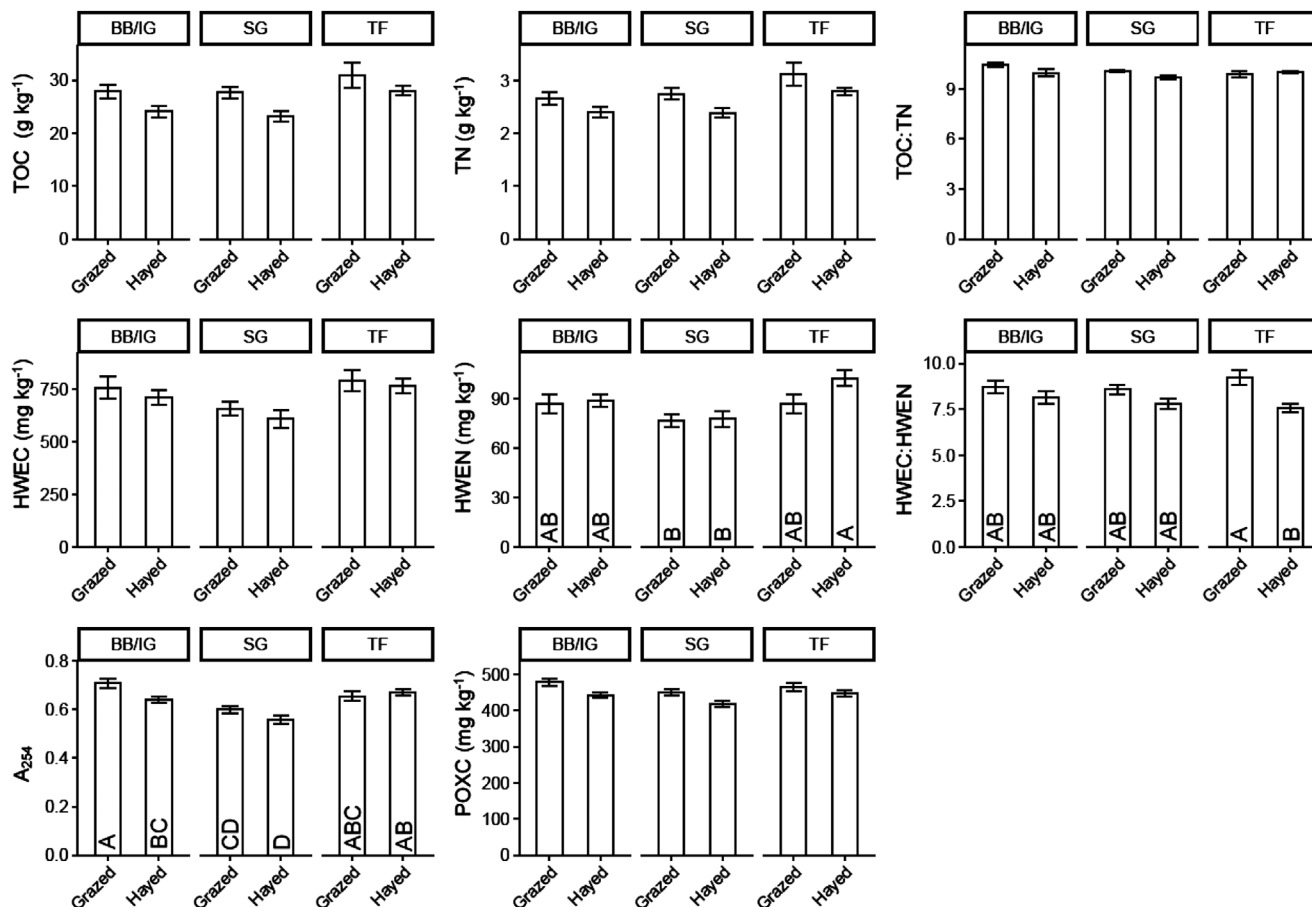 BB/IG SG TF
TOC (g kg⁻¹)
30
20
10
0
Grazed Hayed Grazed Hayed Grazed Hayed
BB/IG SG TF
TN (g kg⁻¹)
3
2
1
0
Grazed Hayed Grazed Hayed Grazed Hayed
BB/IG SG TF
TOC:TN
9
6
3
0
Grazed Hayed Grazed Hayed Grazed Hayed
BB/IG SG TF
HWEC (mg kg⁻¹)
750
500
250
0
Grazed Hayed Grazed Hayed Grazed Hayed
BB/IG SG TF
HWEN (mg kg⁻¹)
90
60
30
0
AB AB B B AB A
Grazed Hayed Grazed Hayed Grazed Hayed
BB/IG SG TF
HWEC:HWEN
10.0
7.5
5.0
2.5
0.0
AB AB AB AB A B
Grazed Hayed Grazed Hayed Grazed Hayed
BB/IG SG TF
A₂₅₄
0.8
0.6
0.4
0.2
0.0
A BC CD D ABC AB
Grazed Hayed Grazed Hayed Grazed Hayed
BB/IG SG TF
POXC (mg kg⁻¹)
500
400
300
200
100
0
Grazed Hayed Grazed Hayed Grazed Hayed